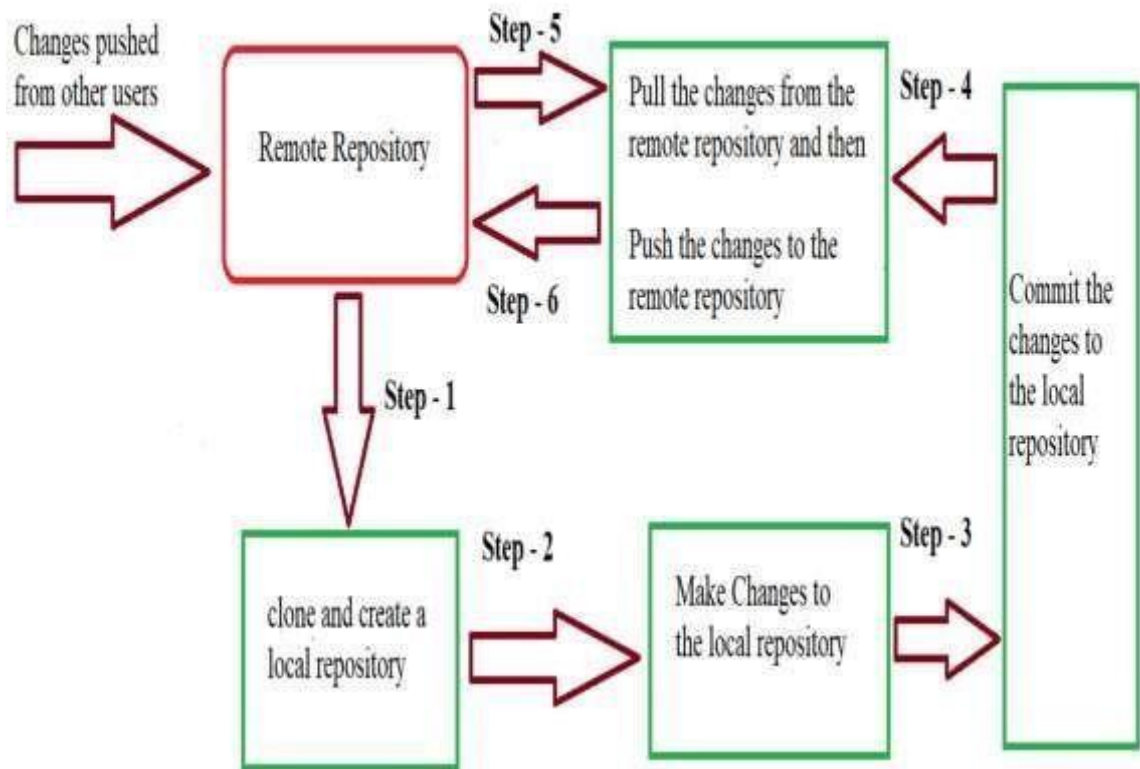 Changes pushed
from other users
Remote Repository
Step - 5
Pull the changes from the
remote repository and then
Push the changes to the
remote repository
Step - 4
Step - 6
Commit the
changes to
the local
repository
Step - 1
clone and create a
local repository
Step - 2
Make Changes to
the local repository
Step - 3